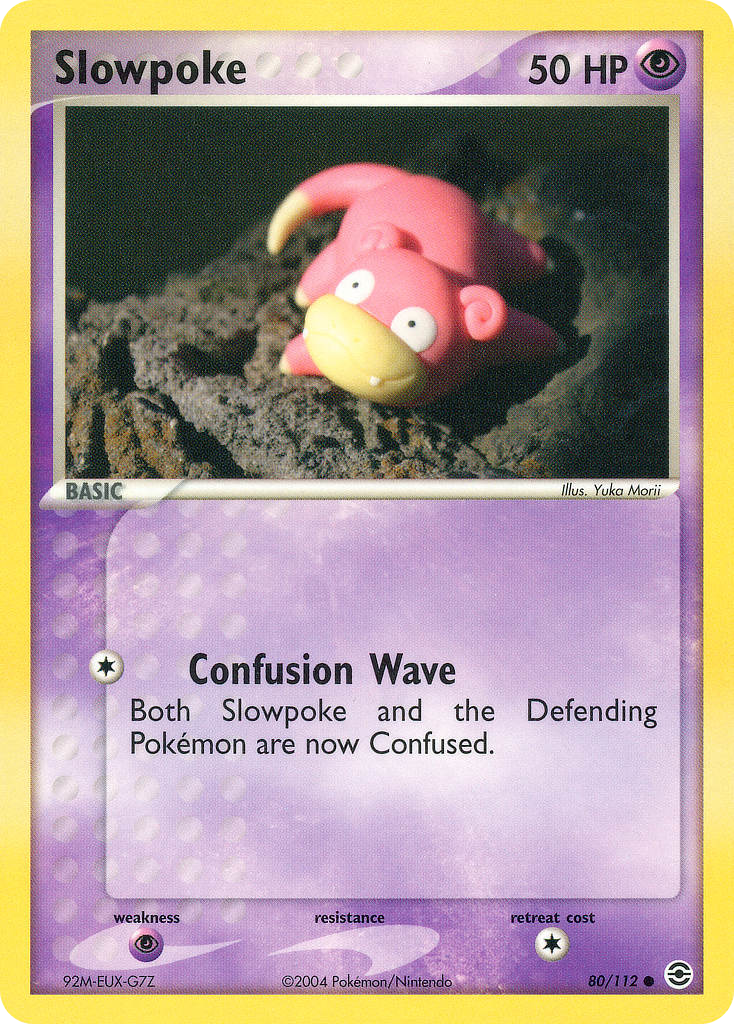 Slowpoke 50 HP
BASIC Illus. Yuka Morii
Confusion Wave
Both Slowpoke and the Defending
Pokémon are now Confused.
weakness resistance retreat cost
92M-EUX-G7Z ©2004 Pokémon/Nintendo 80/112